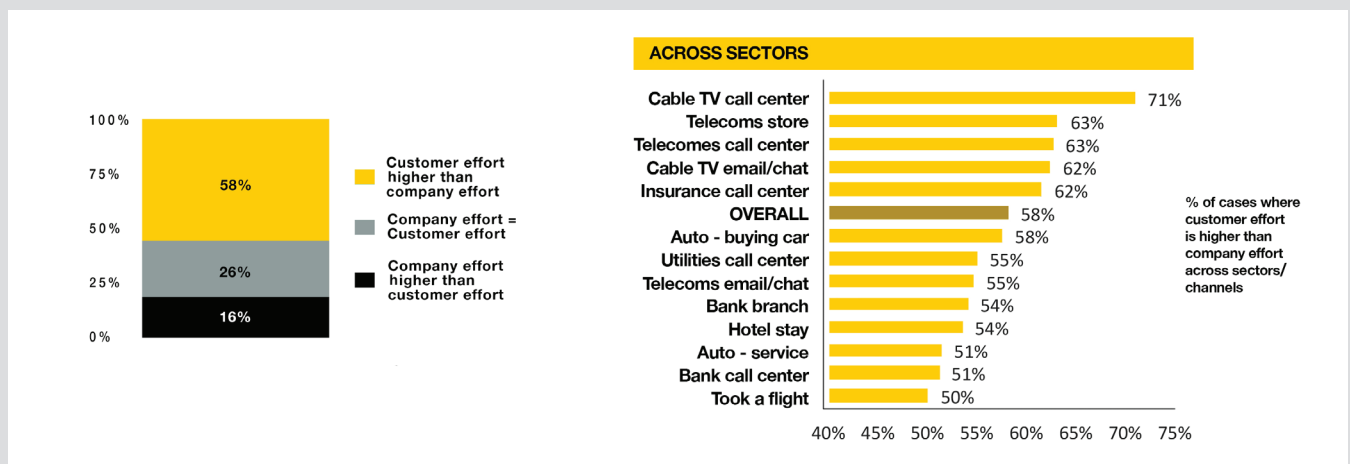 100%
75%
50%
25%
0%
58%
26%
16%
Customer effort
higher than
company effort
Company effort =
Customer effort
Company effort
higher than
customer effort
ACROSS SECTORS
Cable TV call center 71%
Telecoms store 63%
Telecomes call center 63%
Cable TV email/chat 62%
Insurance call center 62%
OVERALL 58%
Auto - buying car 58%
Utilities call center 55%
Telecoms email/chat 55%
Bank branch 54%
Hotel stay 54%
Auto - service 51%
Bank call center 51%
Took a flight 50%
40% 45% 50% 55% 60% 65% 70% 75%
% of cases where
customer effort
is higher than
company effort
across sectors/
channels